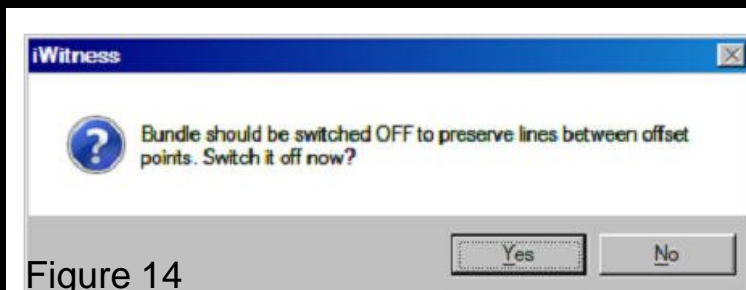 iWitness
Bundle should be switched OFF to preserve lines between offset
points. Switch it off now?
Yes
No
Figure 14